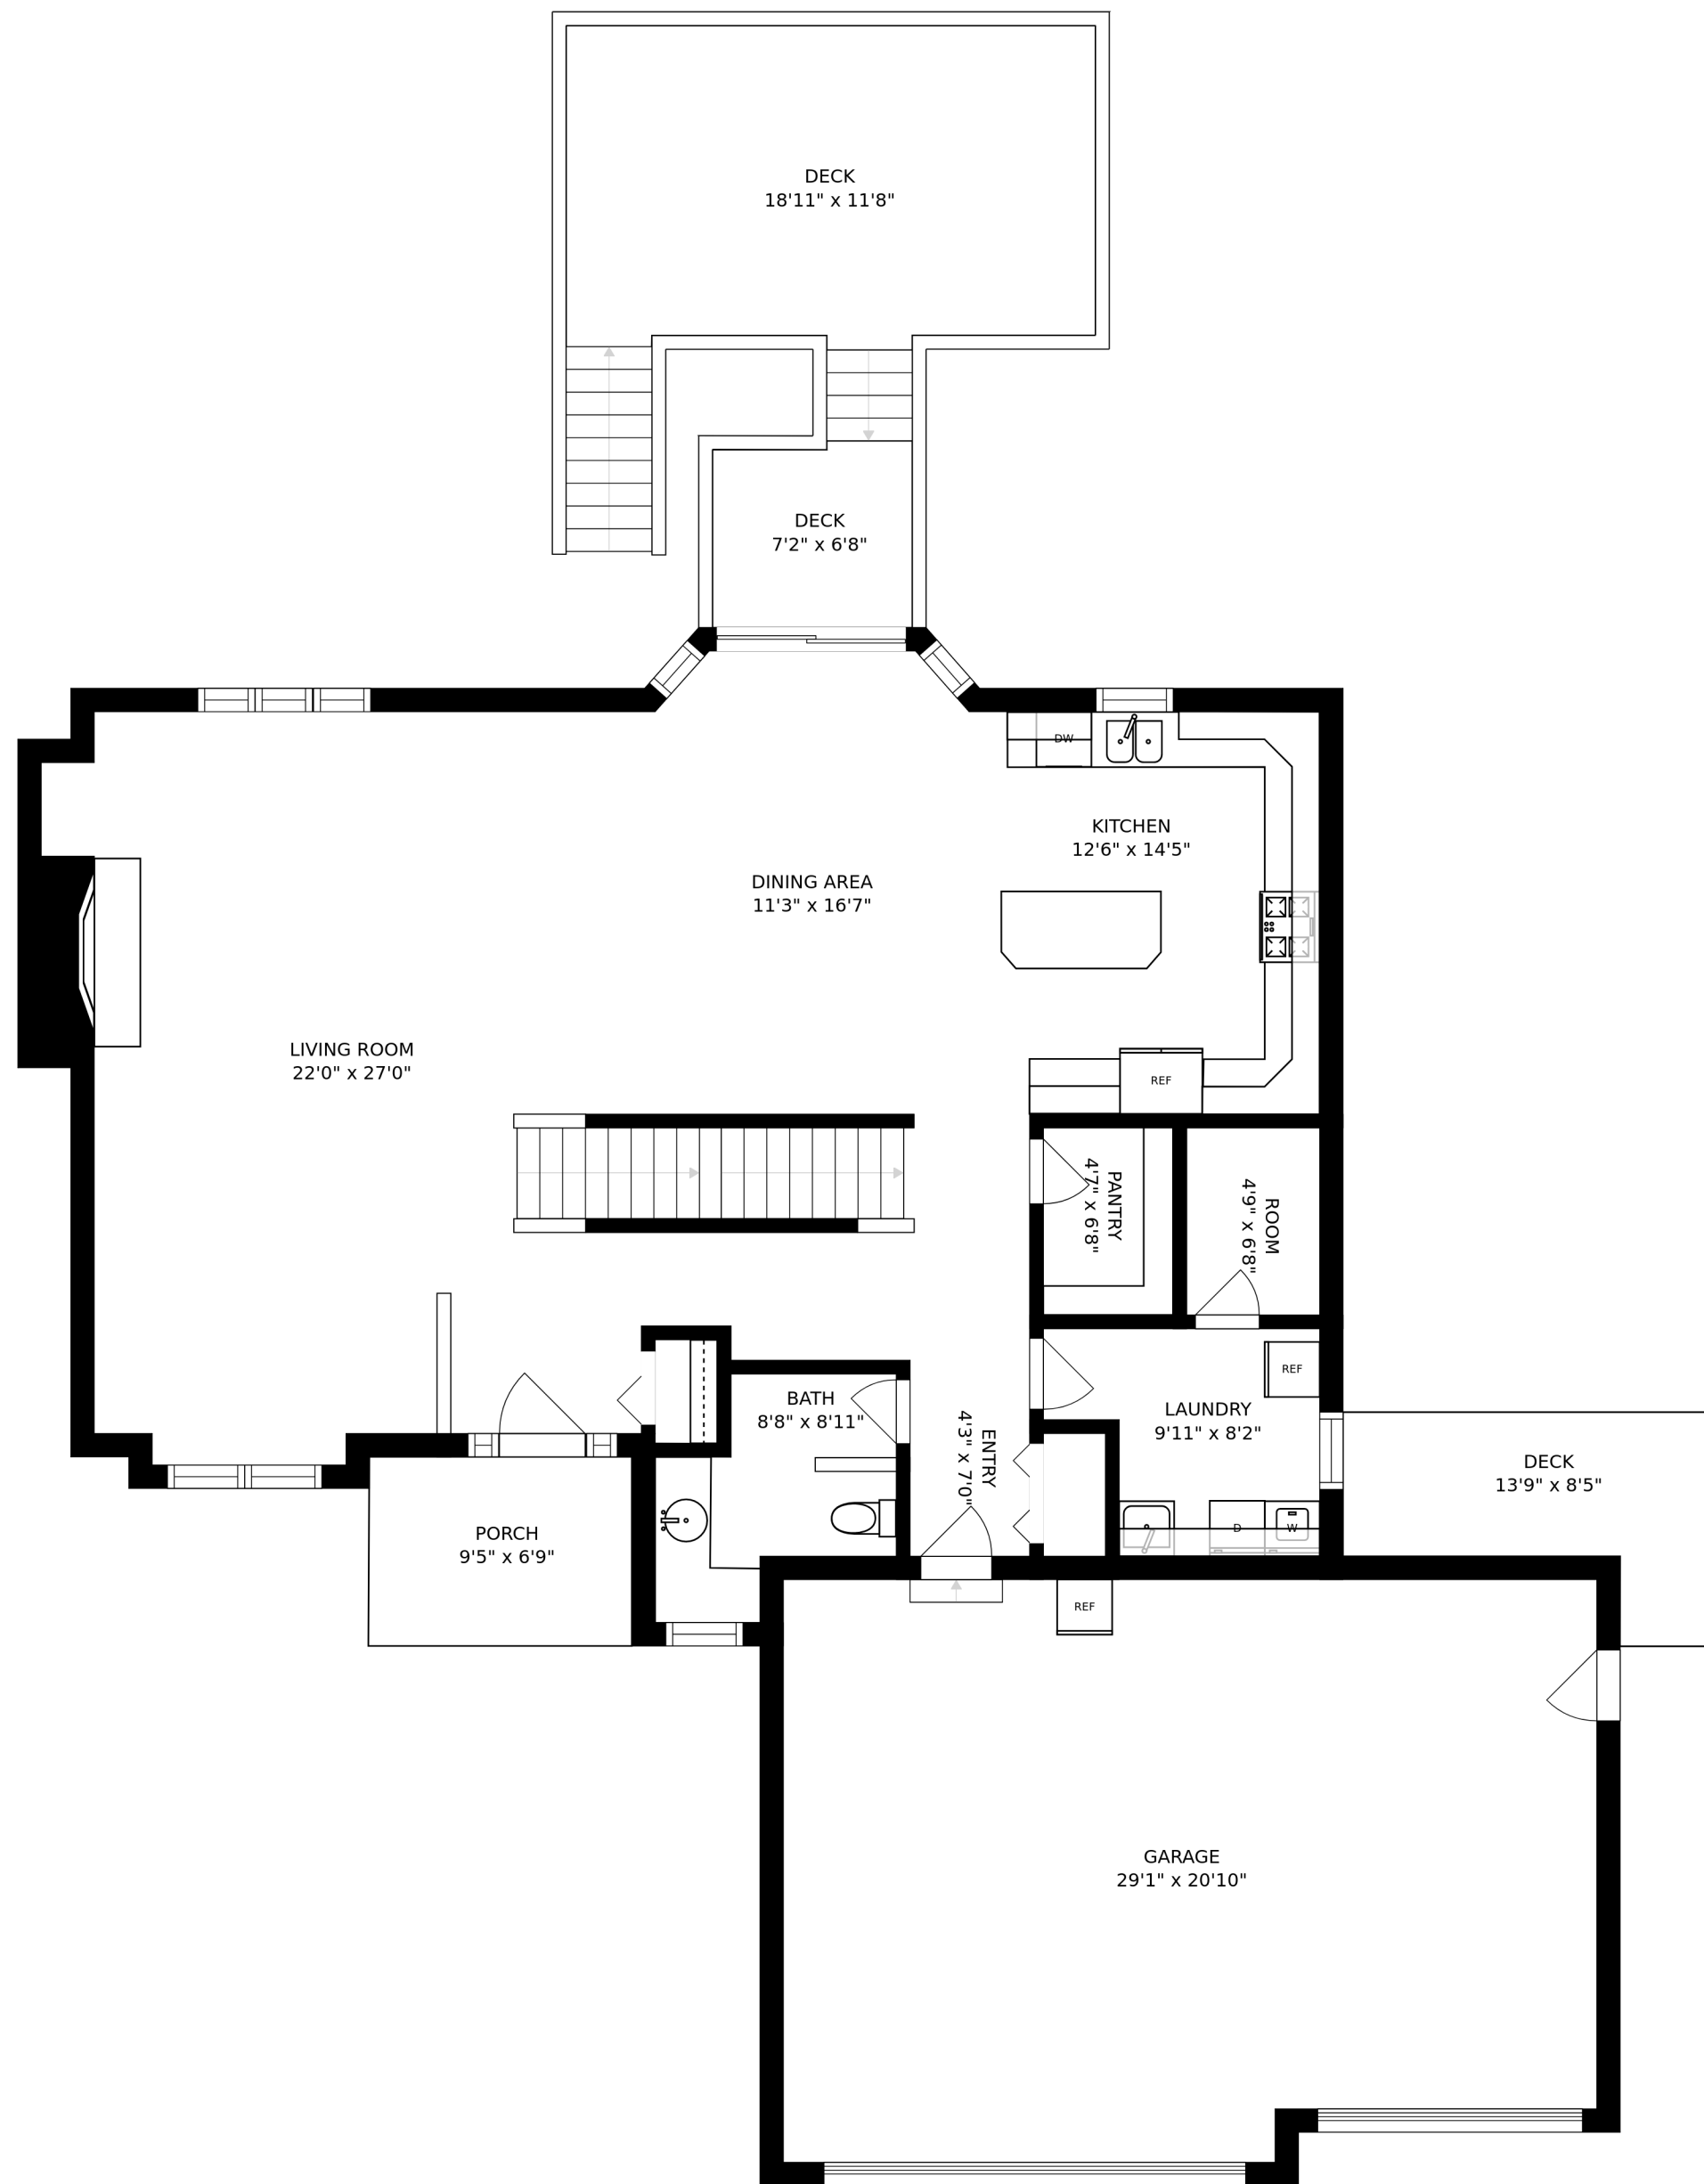 DECK
18'11" x 11'8"
DECK
7'2" x 6'8"
DW
KITCHEN
12'6" x 14'5"
DINING AREA
11'3" x 16'7"
LIVING ROOM
22'0" x 27'0"
REF
PANTRY
4'7" x 6'8"
ROOM
4'9" x 6'8"
REF
BATH
8'8" x 8'11"
LAUNDRY
9'11" x 8'2"
ENTRY
4'3" x 7'0"
DECK
13'9" x 8'5"
PORCH
9'5" x 6'9"
D
W
REF
GARAGE
29'1" x 20'10"